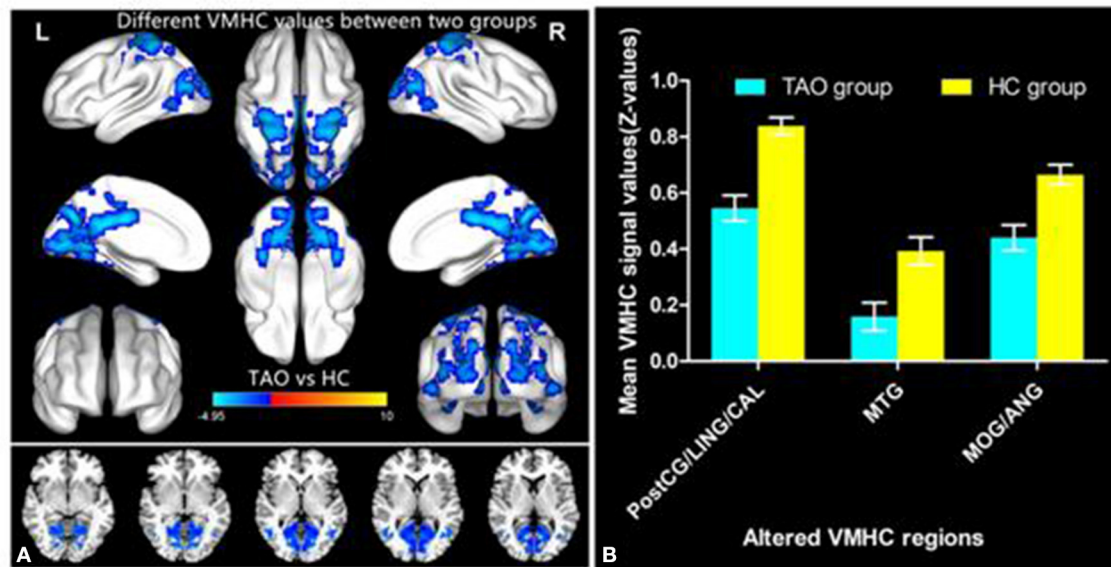 Different VMHC values between two groups
L
R
TAO vs HC
-4.95
10
A
Mean VMHC signal values(Z-values)
1.0
0.8
0.6
0.4
0.2
0.0
TAO group
HC group
PostCG/LING/CAL
MTG
MOG/ANG
Altered VMHC regions
B